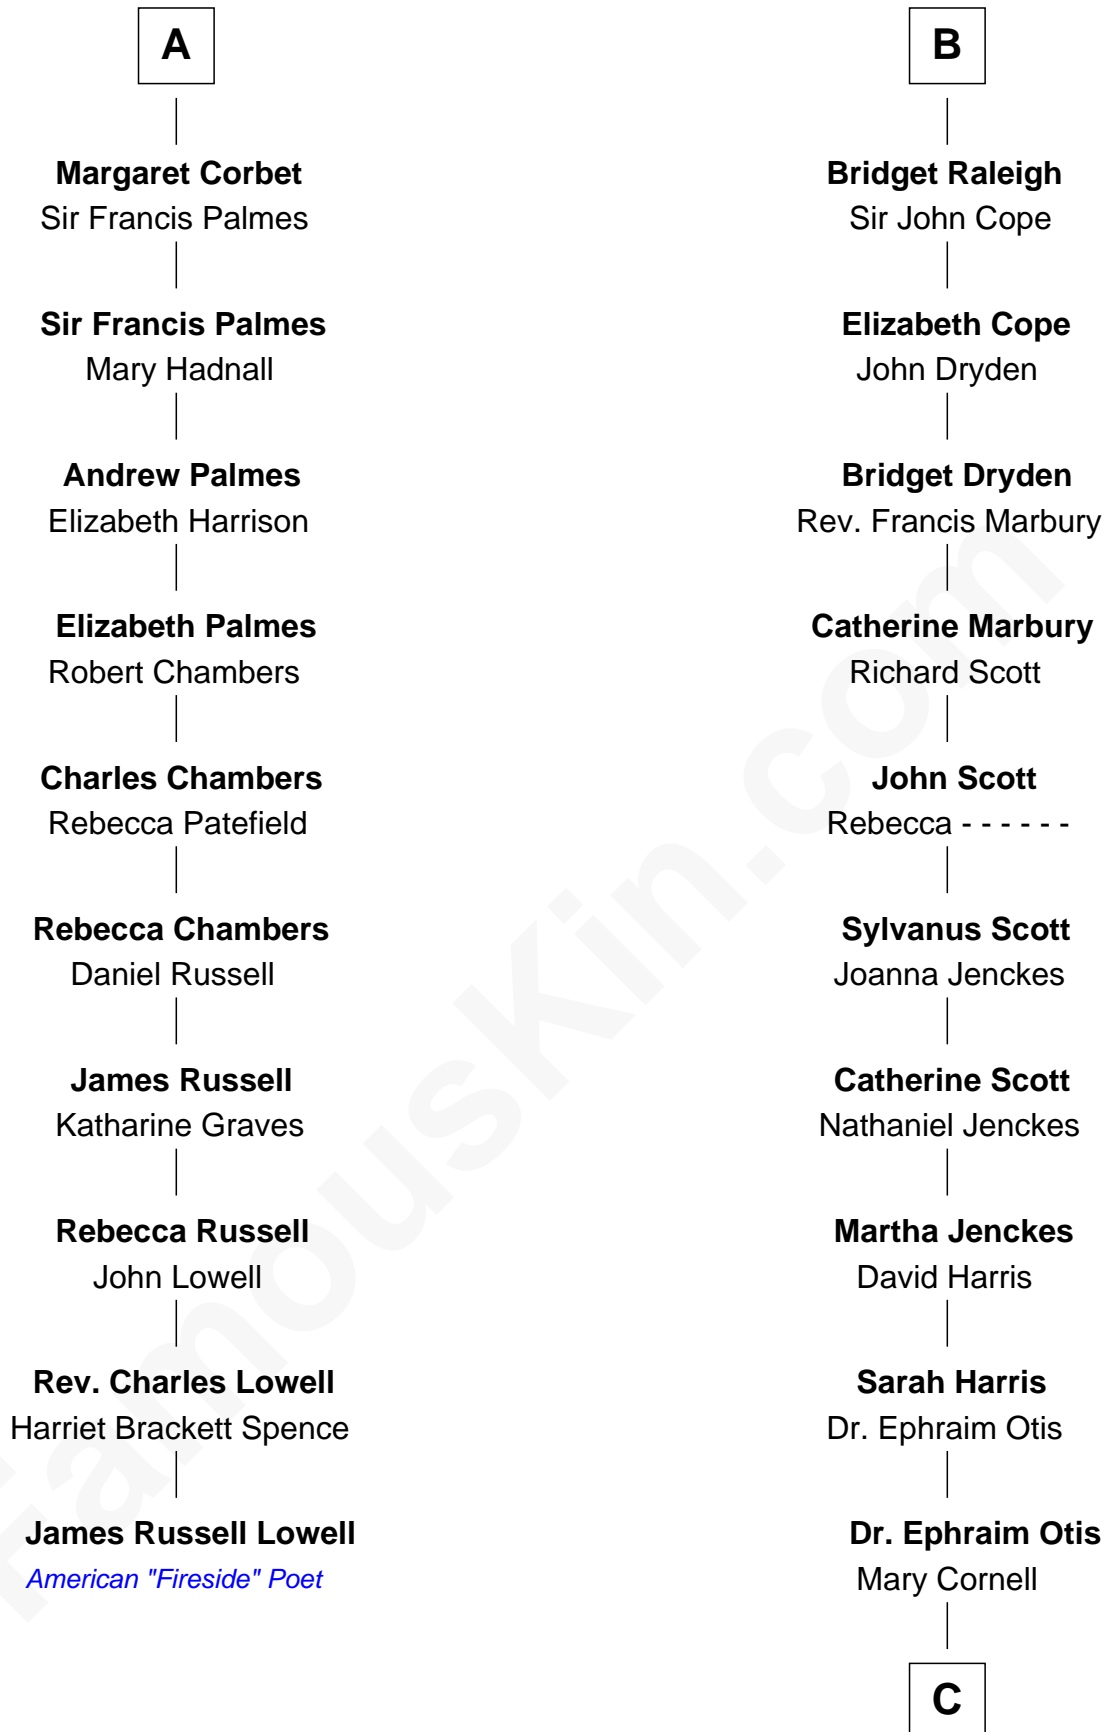 A
Margaret Corbet
Sir Francis Palmes
Sir Francis Palmes
Mary Hadnall
Andrew Palmes
Elizabeth Harrison
Elizabeth Palmes
Robert Chambers
Charles Chambers
Rebecca Patefield
Rebecca Chambers
Daniel Russell
James Russell
Katharine Graves
Rebecca Russell
John Lowell
Rev. Charles Lowell
Harriet Brackett Spence
James Russell Lowell
American "Fireside" Poet
B
Bridget Raleigh
Sir John Cope
Elizabeth Cope
John Dryden
Bridget Dryden
Rev. Francis Marbury
Catherine Marbury
Richard Scott
John Scott
Rebecca - - - - - -
Sylvanus Scott
Joanna Jenckes
Catherine Scott
Nathaniel Jenckes
Martha Jenckes
David Harris
Sarah Harris
Dr. Ephraim Otis
Dr. Ephraim Otis
Mary Cornell
C
FamousKin.com